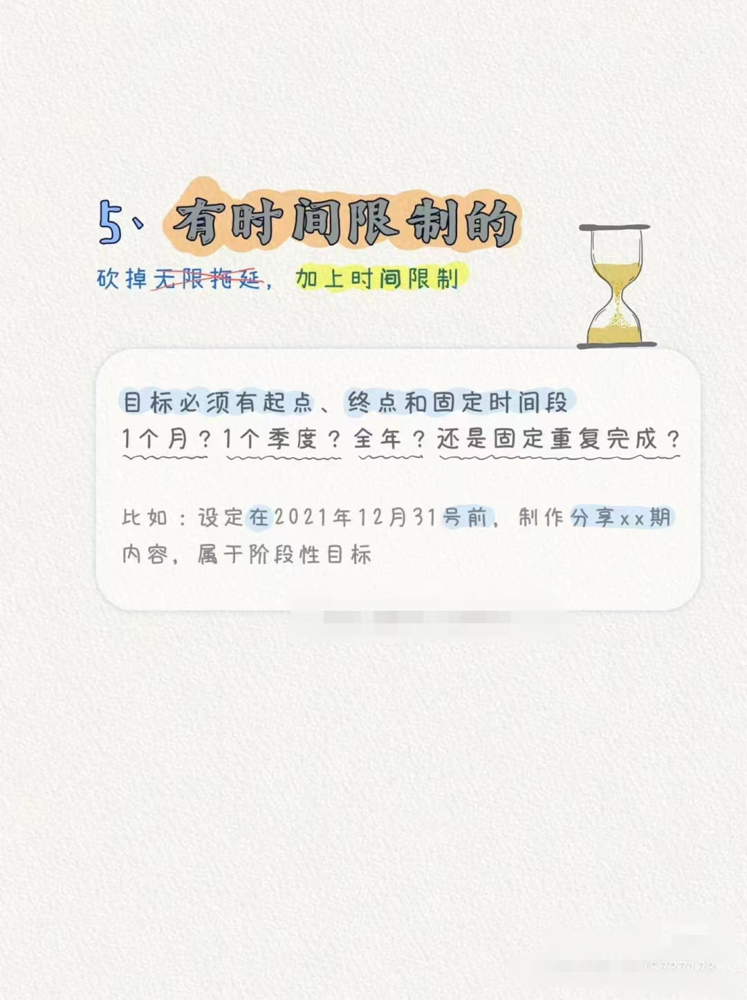 5、有时间限制的
砍掉无限拖延，加上时间限制
目标必须有起点、终点和固定时间段
1个月？1个季度？全年？还是固定重复完成？
比如：设定在2021年12月31号前，制作分享xx期
内容，属于阶段性目标